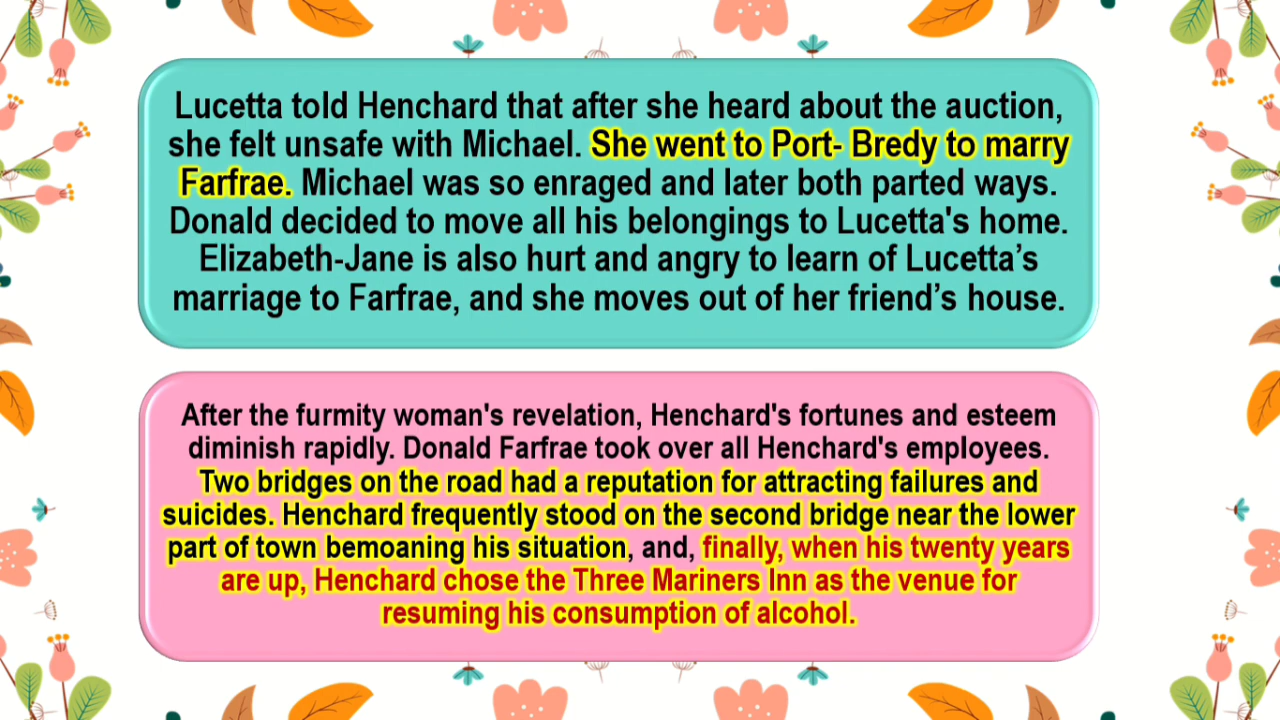 Lucetta told Henchard that after she heard about the auction,
she felt unsafe with Michael. She went to Port- Bredy to marry
Farfrae. Michael was so enraged and later both parted ways.
Donald decided to move all his belongings to Lucetta's home.
Elizabeth-Jane is also hurt and angry to learn of Lucetta’s
marriage to Farfrae, and she moves out of her friend’s house.
After the furmity woman's revelation, Henchard's fortunes and esteem
diminish rapidly. Donald Farfrae took over all Henchard's employees.
Two bridges on the road had a reputation for attracting failures and
suicides. Henchard frequently stood on the second bridge near the lower
part of town bemoaning his situation, and, finally, when his twenty years
are up, Henchard chose the Three Mariners Inn as the venue for
resuming his consumption of alcohol.